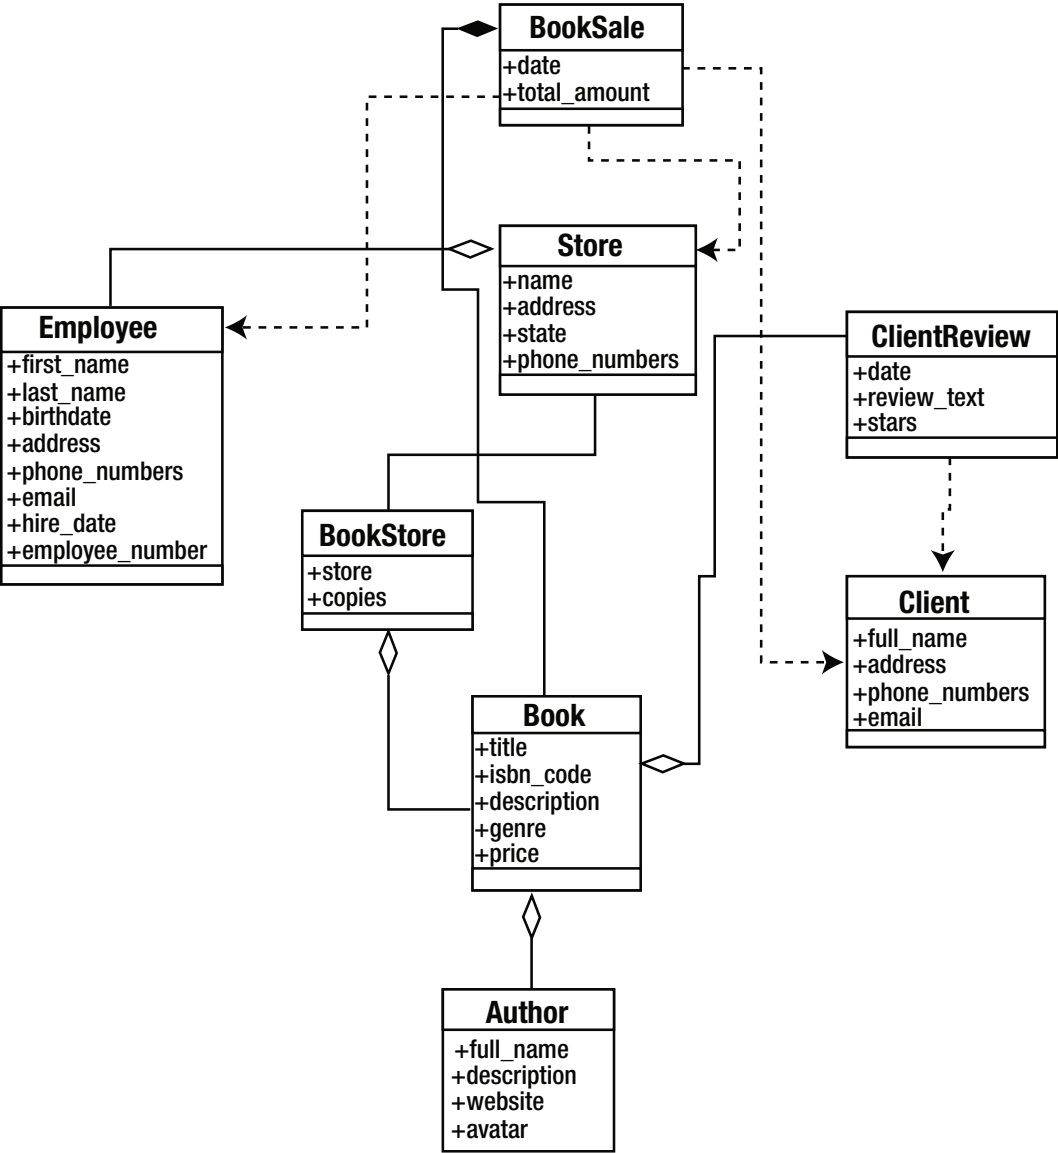 BookSale
+date
+total_amount
Store
+name
+address
+state
+phone_numbers
Employee
+first_name
+last_name
+birthdate
+address
+phone_numbers
+email
+hire_date
+employee_number
ClientReview
+date
+review_text
+stars
BookStore
+store
+copies
Client
+full_name
+address
+phone_numbers
+email
Book
+title
+isbn_code
+description
+genre
+price
Author
+full_name
+description
+website
+avatar